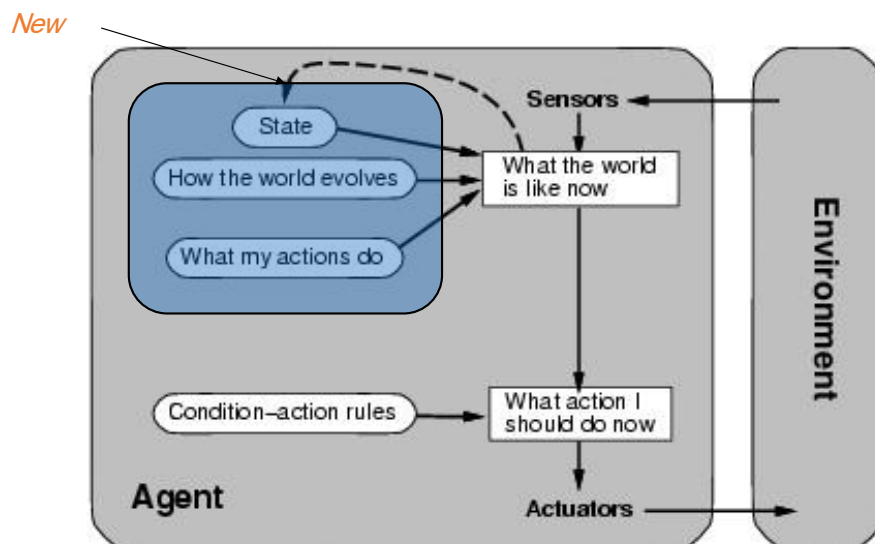 New
Sensors
State
What the world
is like now
How the world evolves
What my actions do
Environment
Condition–action rules
What action I
should do now
Agent
Actuators